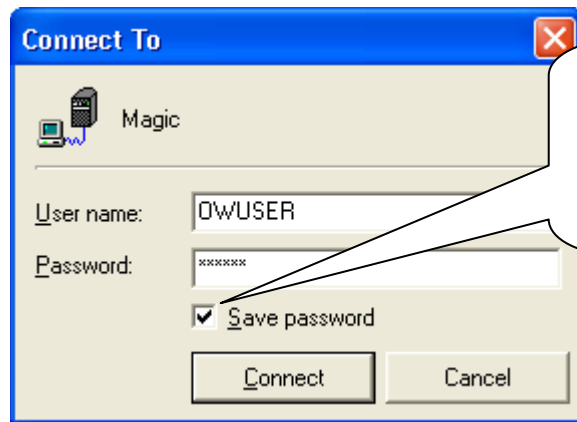 Connect To
Magic
User name: OWUSER
Password: ××××××
Save password
Connect Cancel